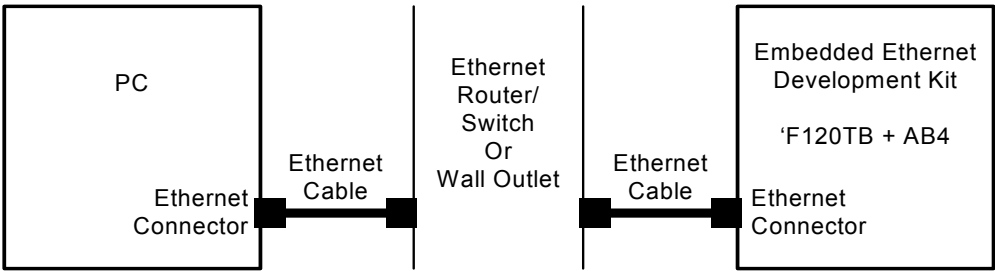 PC
Ethernet
Connector
Ethernet
Cable
Ethernet
Router/
Switch
Or
Wall Outlet
Ethernet
Cable
Embedded Ethernet
Development Kit
‘F120TB + AB4
Ethernet
Connector